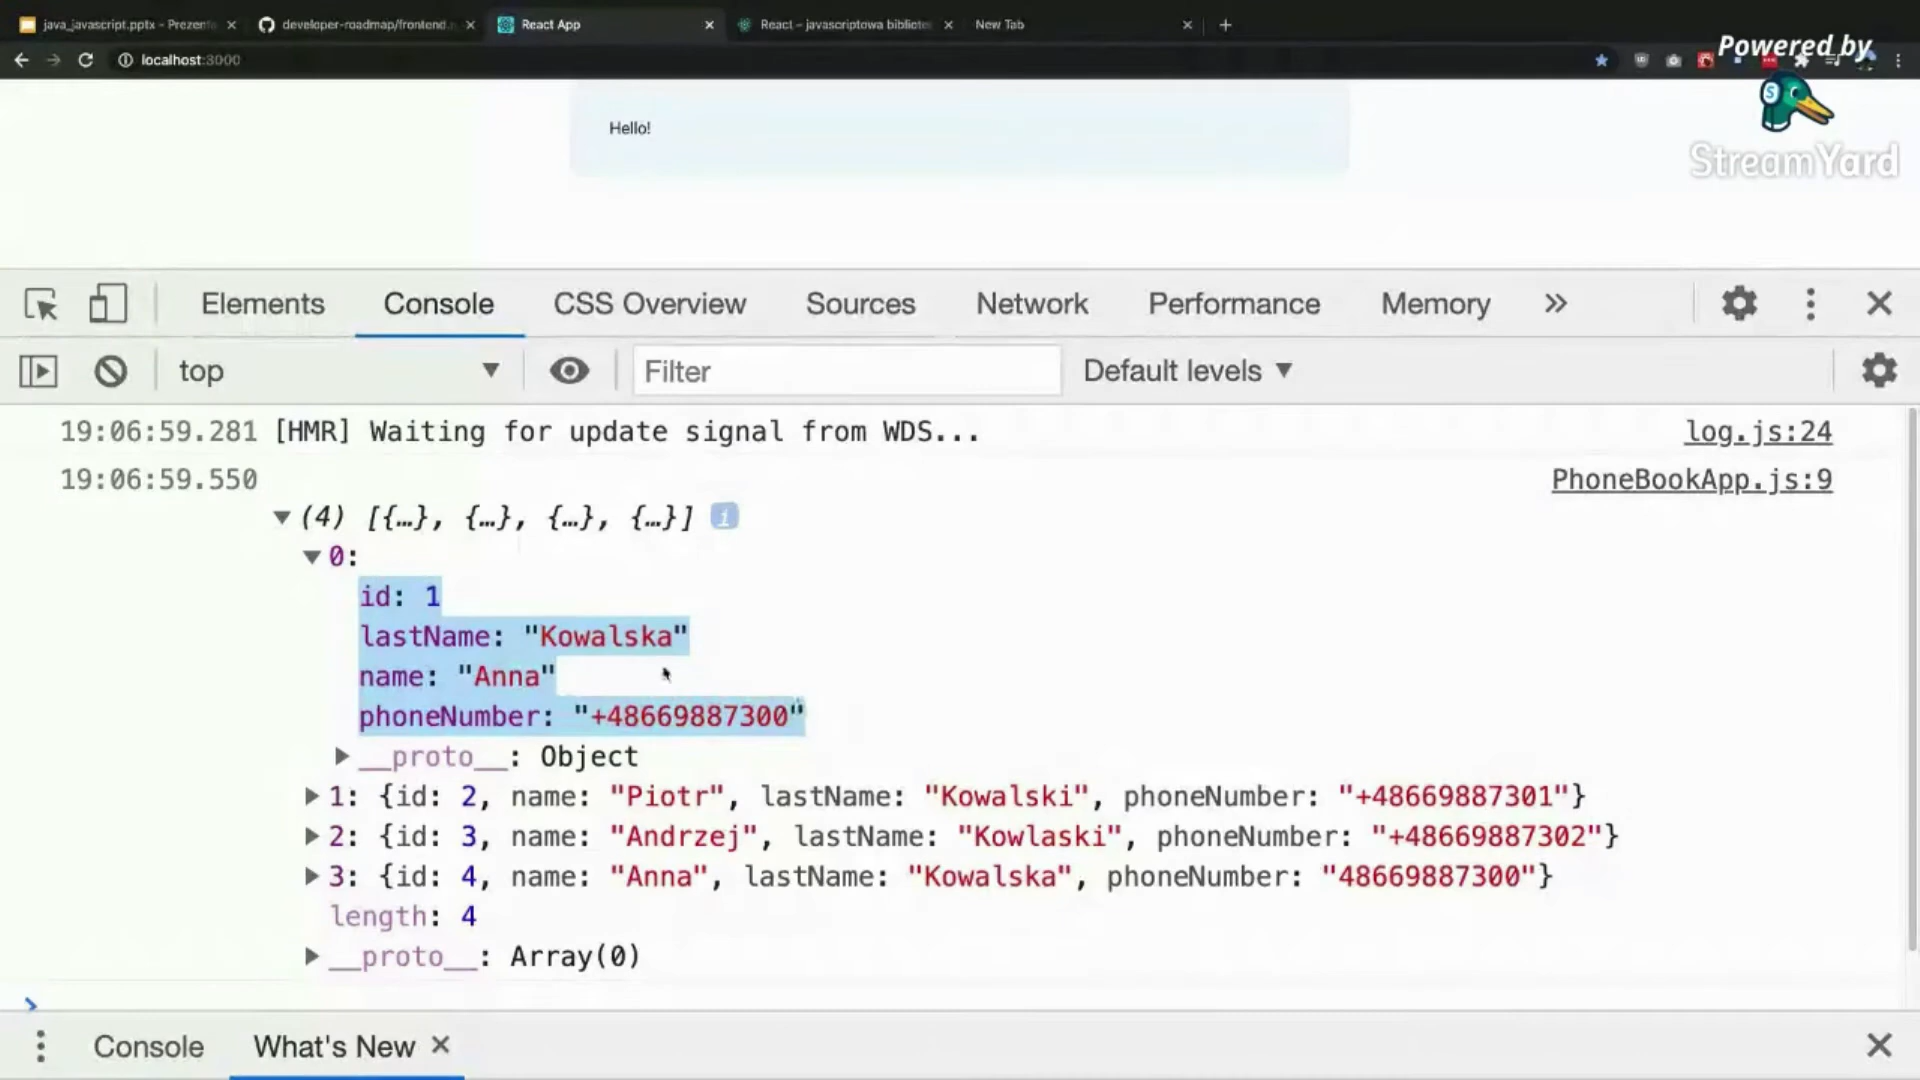 java_javascript.pptx - Prezent
developer-roadmap/frontend.
React App
React – javascriptowa bibliote
New Tab
localhost:3000
Powered by
StreamYard
Hello!
Elements Console CSS Overview Sources Network Performance Memory »
top Filter Default levels
19:06:59.281 [HMR] Waiting for update signal from WDS... log.js:24
19:06:59.550 PhoneBookApp.js:9
(4) [{…}, {…}, {…}, {…}] i
0:
id: 1
lastName: "Kowalska"
name: "Anna"
phoneNumber: "+48669887300"
__proto__: Object
1: {id: 2, name: "Piotr", lastName: "Kowalski", phoneNumber: "+48669887301"}
2: {id: 3, name: "Andrzej", lastName: "Kowlaski", phoneNumber: "+48669887302"}
3: {id: 4, name: "Anna", lastName: "Kowalska", phoneNumber: "48669887300"}
length: 4
__proto__: Array(0)
Console What's New